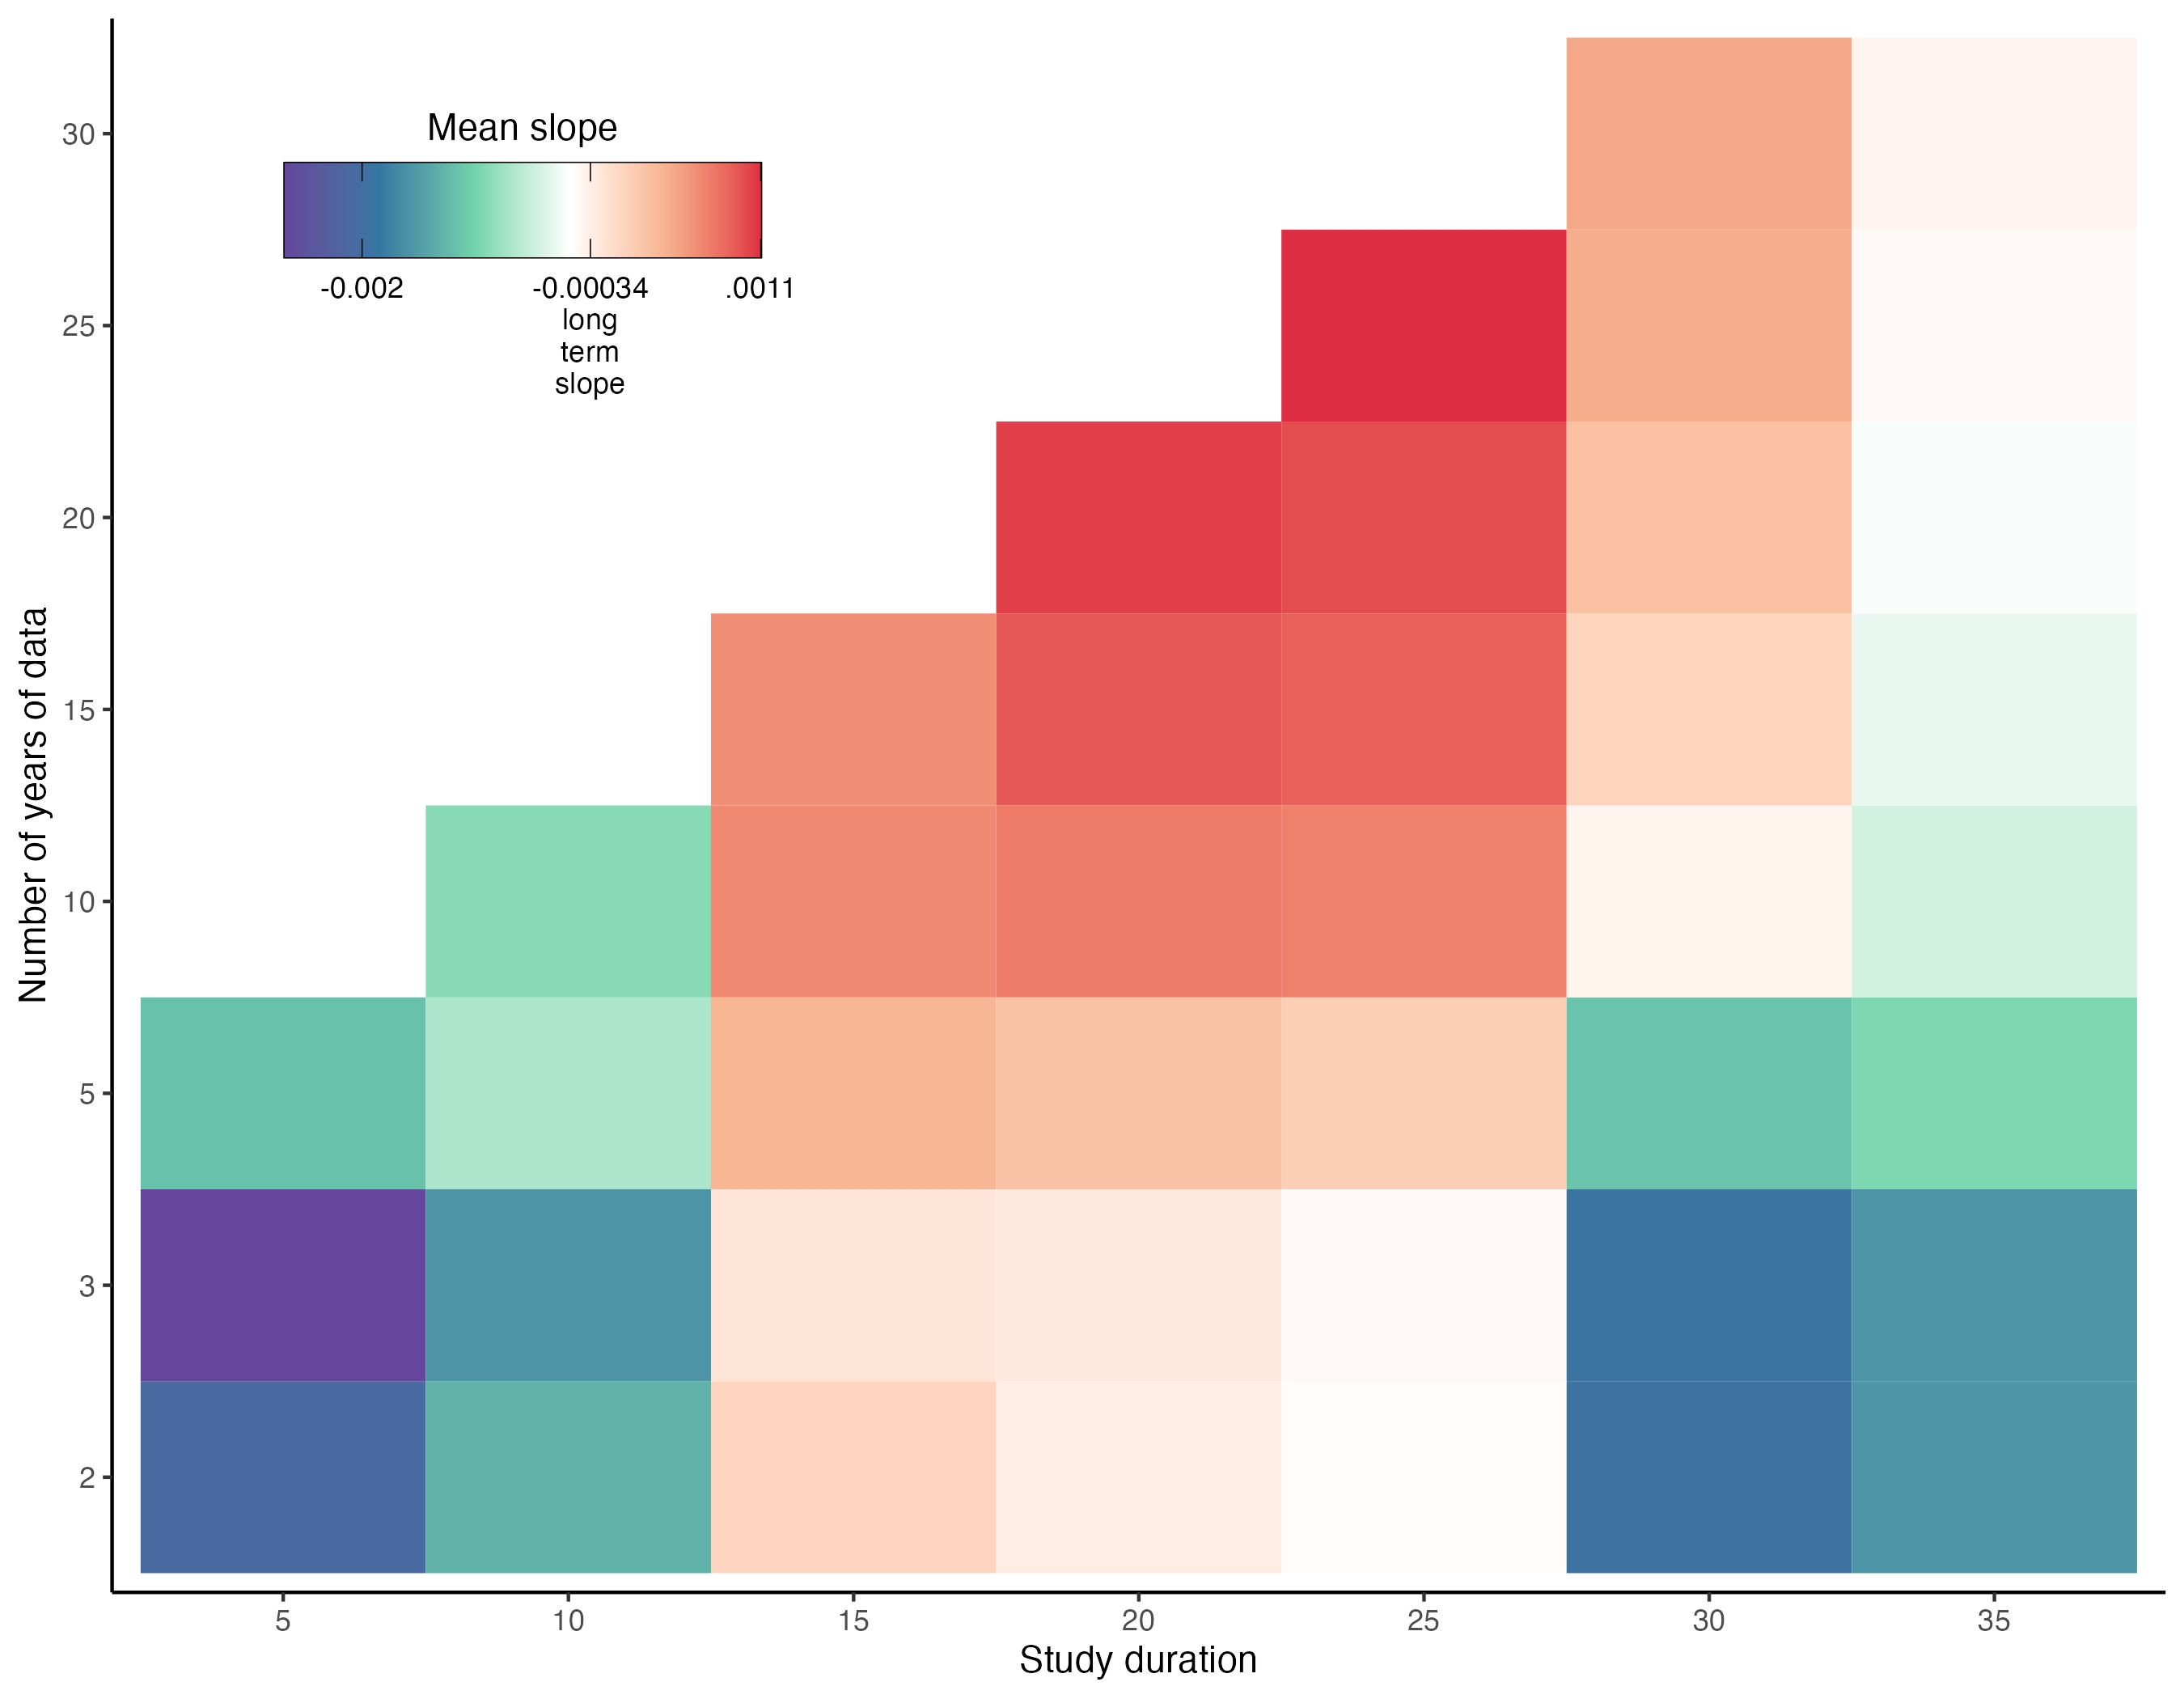 Mean slope
-0.002 -0.00034 .0011
long
term
slope
Number of years of data
30
25
20
15
10
5
3
2
5 10 15 20 25 30 35
Study duration